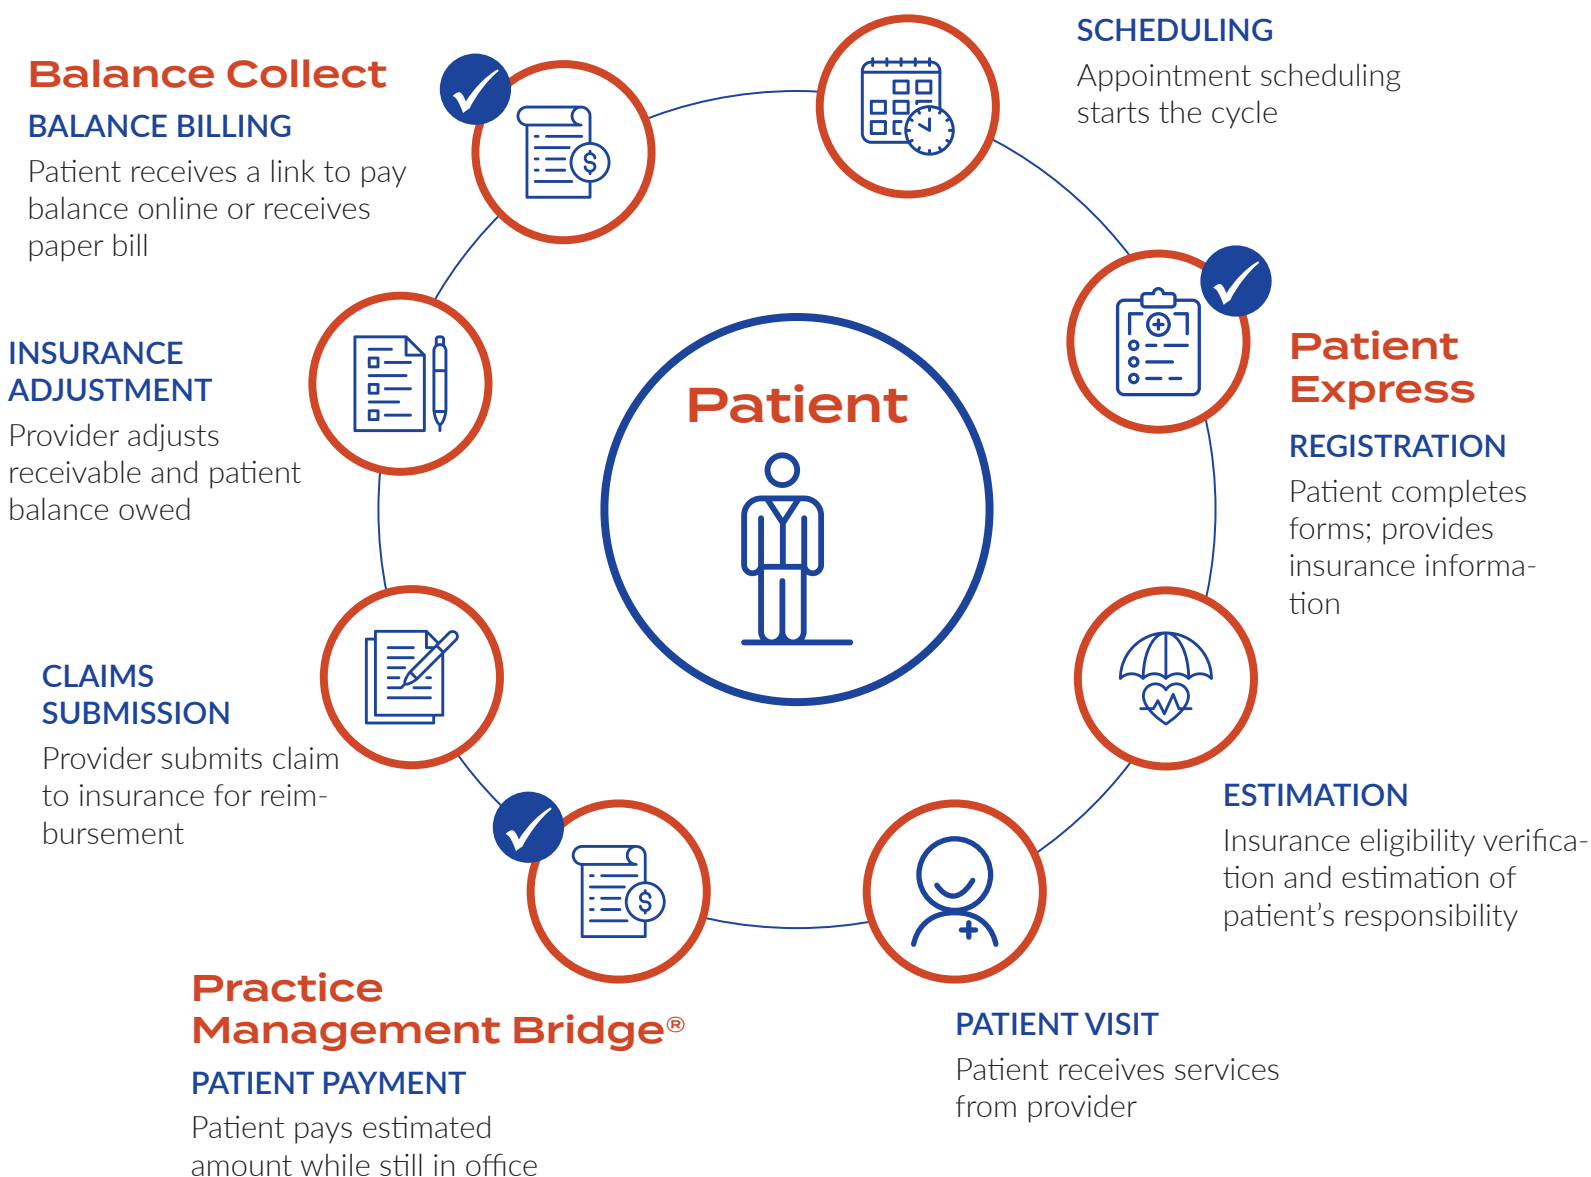 Balance Collect
BALANCE BILLING
Patient receives a link to pay
balance online or receives
paper bill
SCHEDULING
Appointment scheduling
starts the cycle
Patient
Express
REGISTRATION
Patient completes
forms; provides
insurance informa-
tion
INSURANCE
ADJUSTMENT
Provider adjusts
receivable and patient
balance owed
Patient
CLAIMS
SUBMISSION
Provider submits claim
to insurance for reim-
bursement
ESTIMATION
Insurance eligibility verifica-
tion and estimation of
patient’s responsibility
$
$
Practice
Management Bridge®
PATIENT PAYMENT
Patient pays estimated
amount while still in office
PATIENT VISIT
Patient receives services
from provider